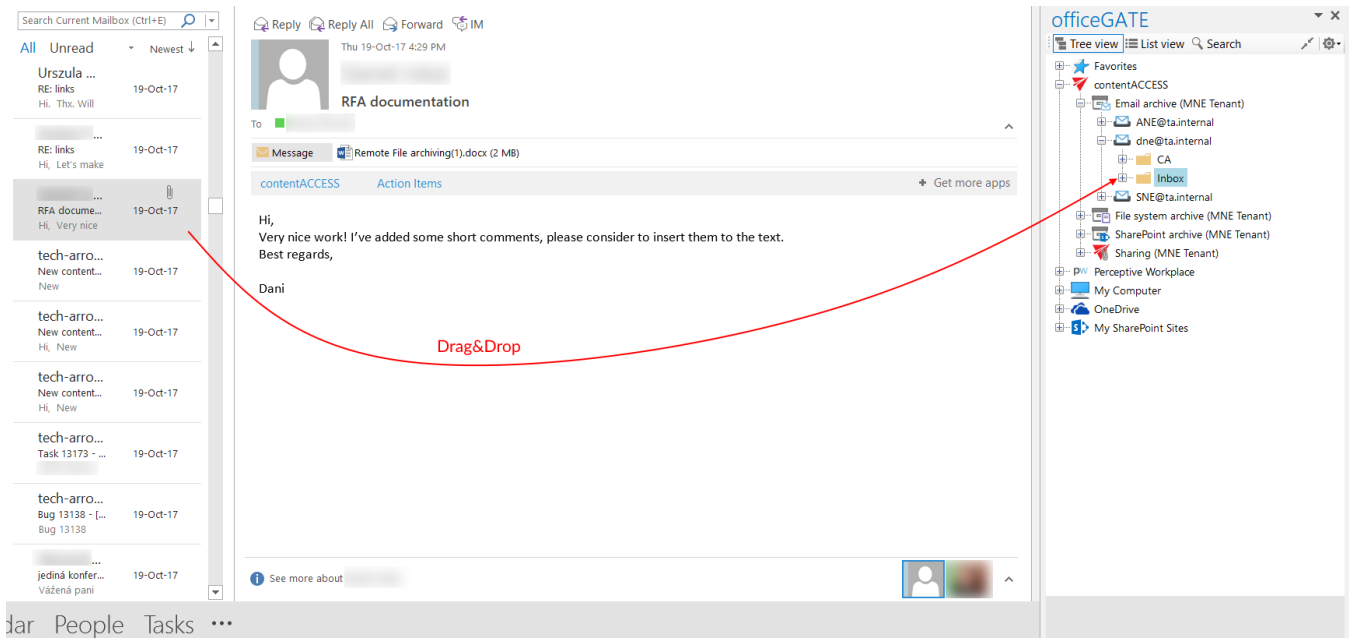 Search Current Mailbox (Ctrl+E)
All Unread Newest ↓
Urszula ...
RE: links 19-Oct-17
Hi, Thx. Will
...
RE: links 19-Oct-17
Hi, Let's make
...
RFA docume... 19-Oct-17
Hi, Very nice
tech-arro...
New content... 19-Oct-17
New
tech-arro...
New content... 19-Oct-17
Hi, New
tech-arro...
New content... 19-Oct-17
Hi, New
tech-arro...
Task 13173 - ... 19-Oct-17
tech-arro...
Bug 13138 - [... 19-Oct-17
Bug 13138
...
jediná konfer... 19-Oct-17
Vážená pani
dar People Tasks •••
Reply Reply All Forward IM
Thu 19-Oct-17 4:29 PM
RFA documentation
To
Message Remote File archiving(1).docx (2 MB)
contentACCESS Action Items + Get more apps
Hi,
Very nice work! I've added some short comments, please consider to insert them to the text.
Best regards,
Dani
Drag&Drop
See more about
officeGATE
Tree view List view Search
Favorites
contentACCESS
Email archive (MNE Tenant)
ANE@ta.internal
dne@ta.internal
CA
Inbox
SNE@ta.internal
File system archive (MNE Tenant)
SharePoint archive (MNE Tenant)
Sharing (MNE Tenant)
PW Perceptive Workplace
My Computer
OneDrive
My SharePoint Sites